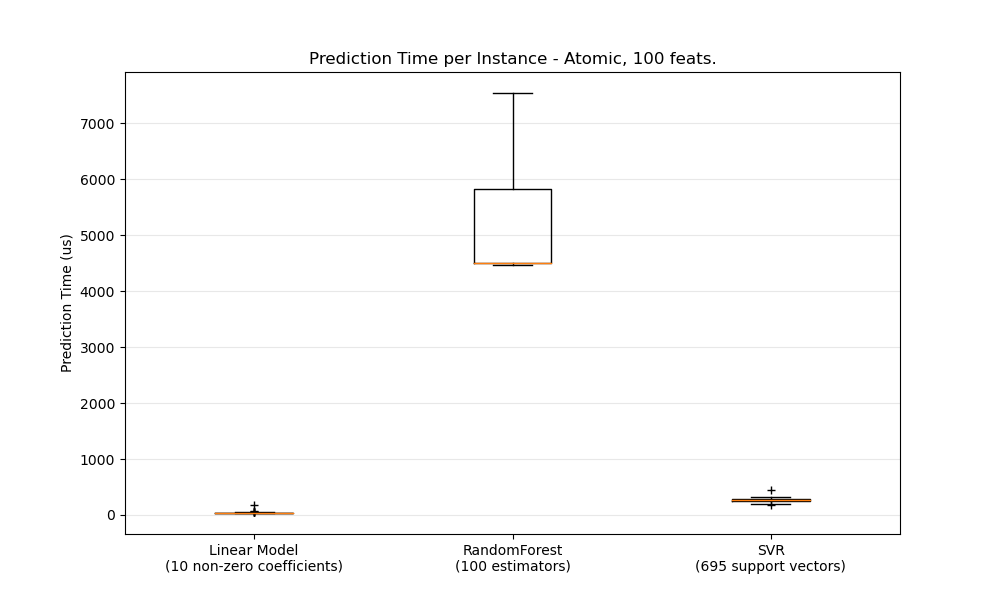 Prediction Time per Instance - Atomic, 100 feats.
Prediction Time (us)
7000
6000
5000
4000
3000
2000
1000
0
Linear Model
(10 non-zero coefficients)
RandomForest
(100 estimators)
SVR
(695 support vectors)